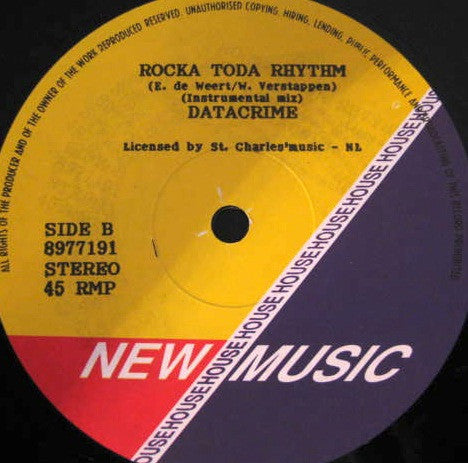 ALL RIGHTS OF THE PRODUCER AND OF THE OWNER OF THE WORK REPRODUCED RESERVED. UNAUTHORISED COPYING, HIRING, LENDING, PUBLIC PERFORMANCE AND
ROCKA TODA RHYTHM
(E. de Weert/W. Verstappen)
(Instrumental mix)
DATACRIME
Licensed by St. Charles'music - NL
SIDE B
8977191
STEREO
45 RMP
HOUSEHOUSEHOUSEHOUSEHOUSEHOUSE HOUSE HOUSEHOUSEHOUSEHOUSE
NEW MUSIC